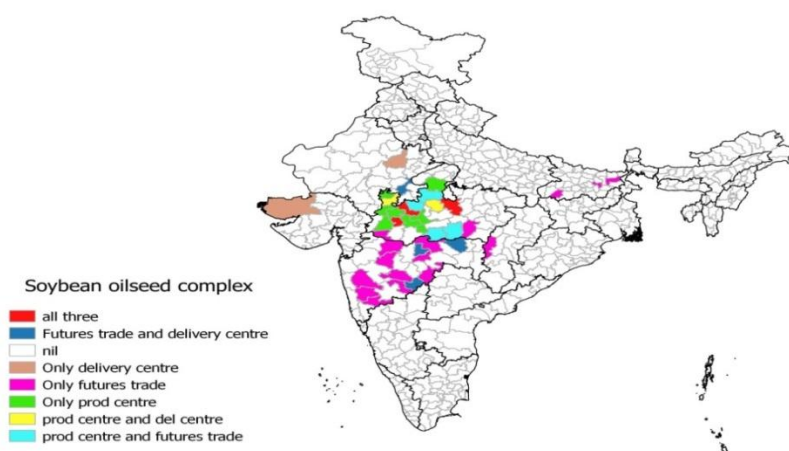 Soybean oilseed complex
all three
Futures trade and delivery centre
nil
Only delivery centre
Only futures trade
Only prod centre
prod centre and del centre
prod centre and futures trade